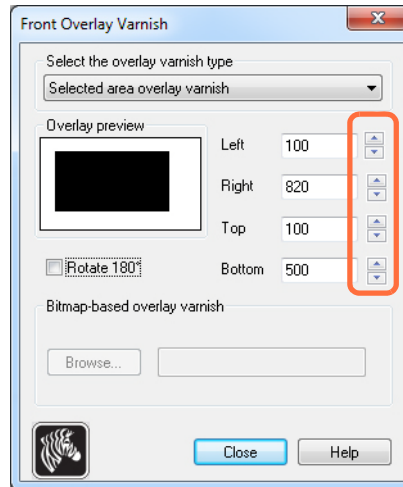 Front Overlay Varnish
Select the overlay varnish type
Selected area overlay varnish
Overlay preview
Left 100
Right 820
Top 100
Rotate 180° Bottom 500
Bitmap-based overlay varnish
Browse...
Close Help